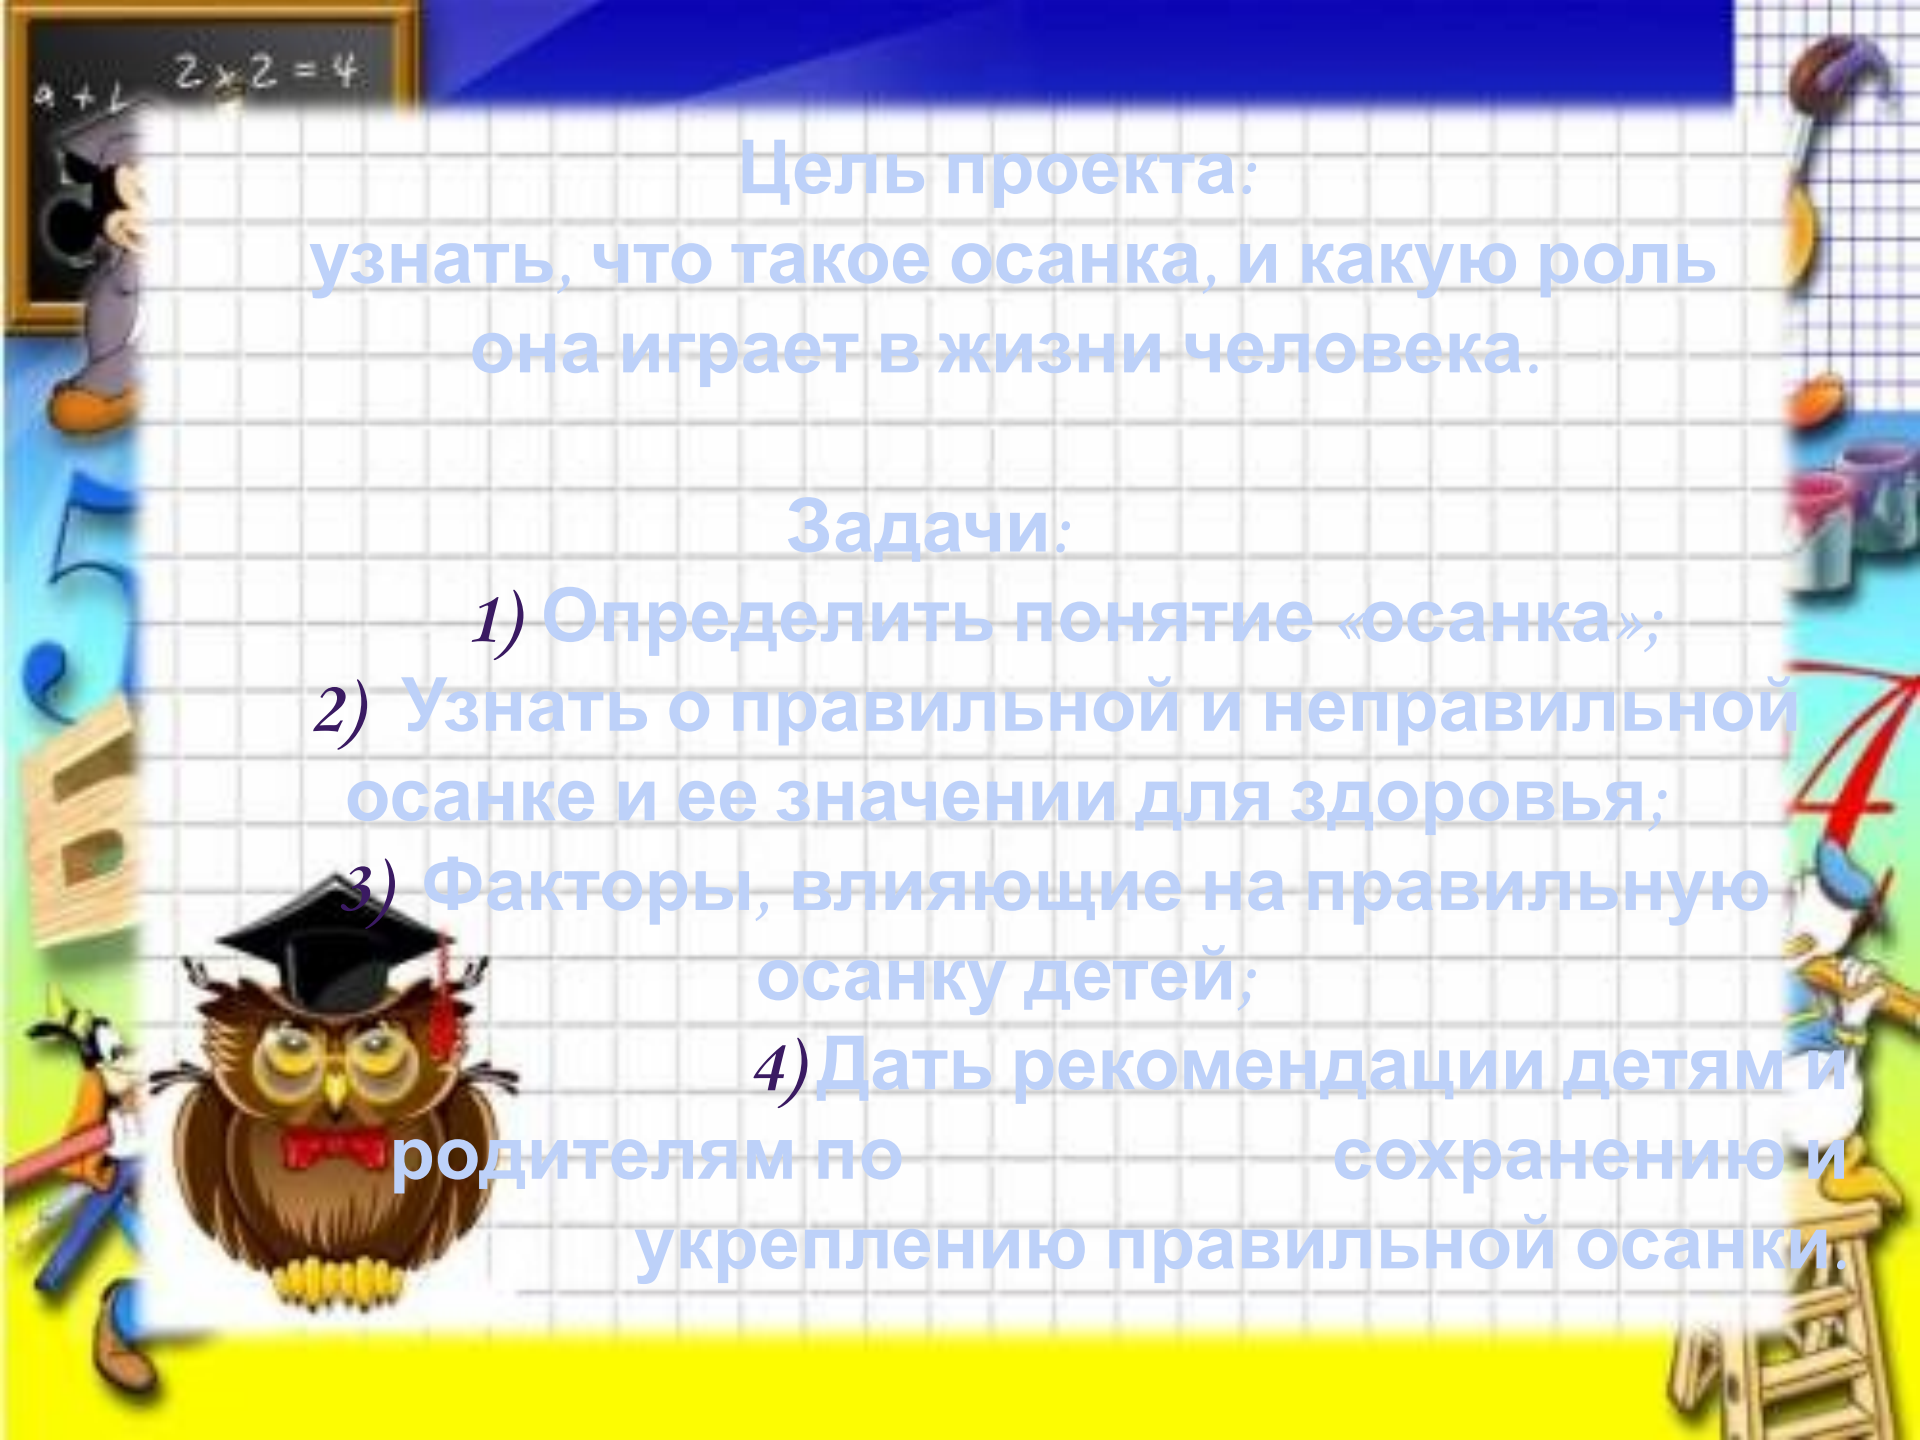 2 x 2 = 4
Цель проекта:
узнать, что такое осанка, и какую роль
она играет в жизни человека.
Задачи:
1) Определить понятие «осанка»;
2) Узнать о правильной и неправильной
осанке и ее значении для здоровья;
3) Факторы, влияющие на правильную
осанку детей;
4)Дать рекомендации детям и
родителям по сохранению и
укреплению правильной осанки.